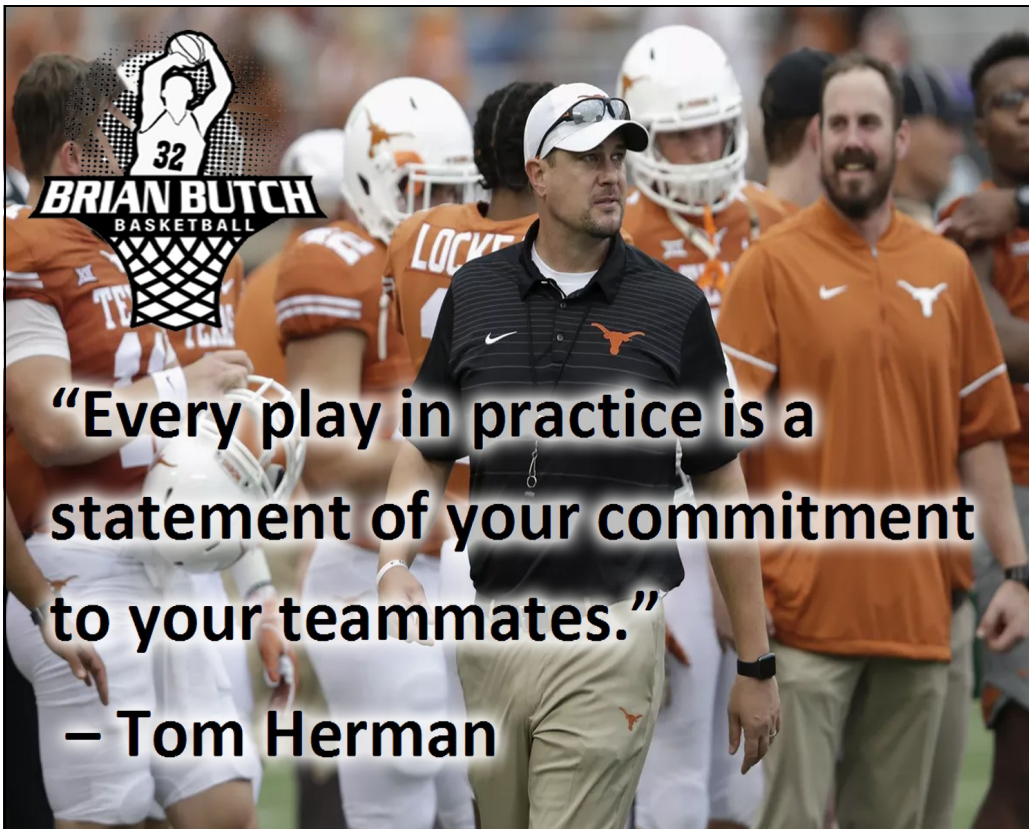 32
BRIAN BUTCH
BASKETBALL
LOCKE
TEXAS
“Every play in practice is a
statement of your commitment
to your teammates.”
– Tom Herman